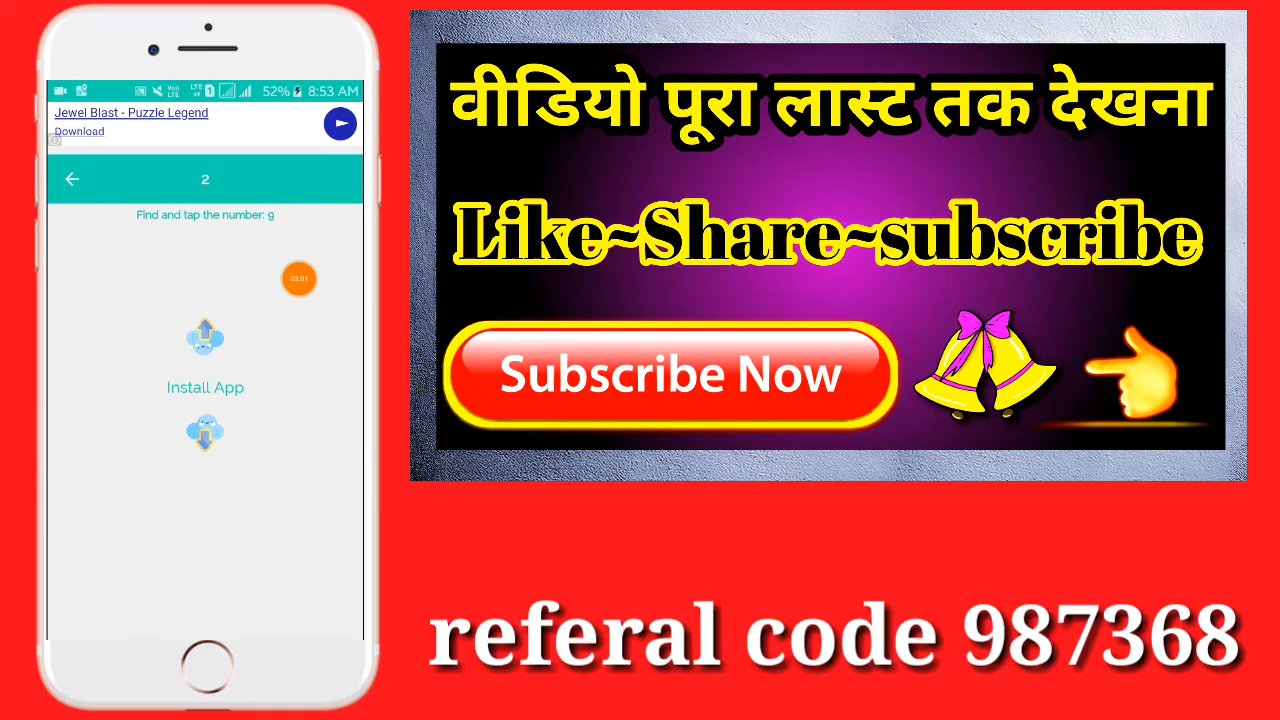 52% 8:53 AM
Jewel Blast - Puzzle Legend
Download
2
Find and tap the number: 9
03:01
Install App
वीडियो पूरा लास्ट तक देखना
Like~Share~subscribe
Subscribe Now
referal code 987368